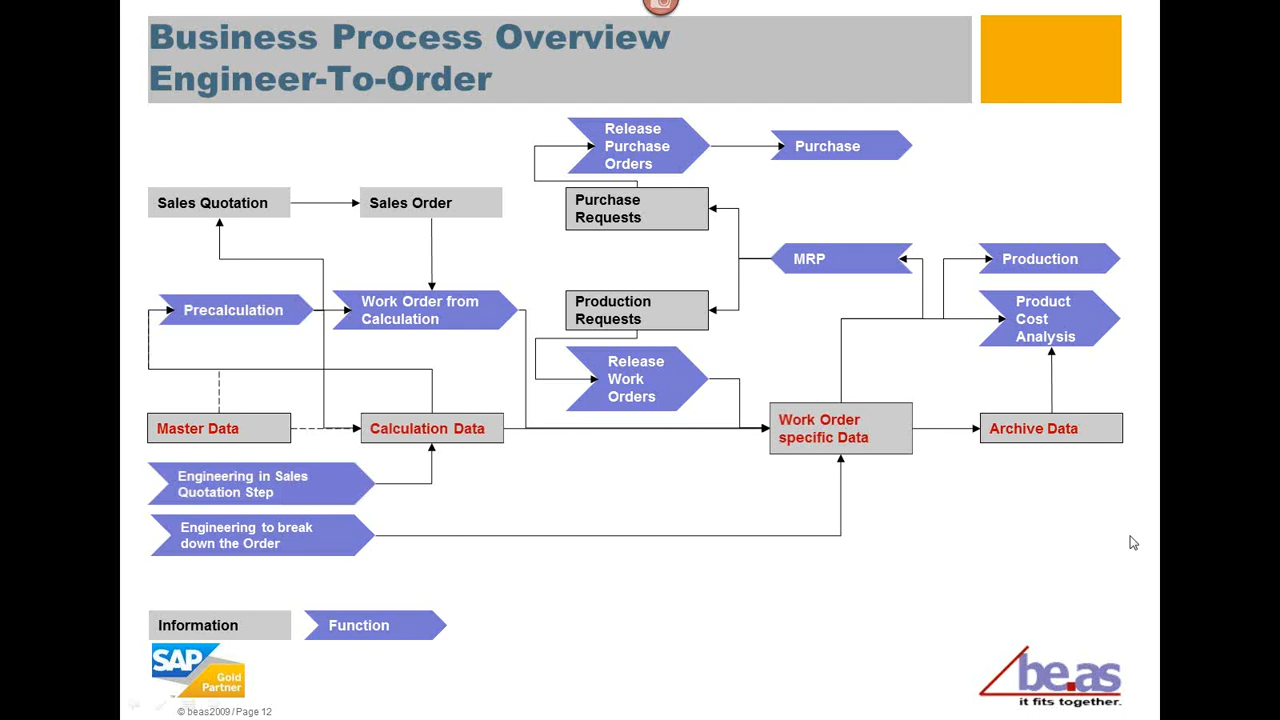 Business Process Overview
Engineer-To-Order
Release
Purchase
Orders
Purchase
Sales Quotation
Sales Order
Purchase
Requests
MRP
Production
Precalculation
Work Order from
Calculation
Production
Requests
Product
Cost
Analysis
Release
Work
Orders
Master Data
Calculation Data
Work Order
specific Data
Archive Data
Engineering in Sales
Quotation Step
Engineering to break
down the Order
Information
Function
SAP
Gold
Partner
™
be.as
it fits together.
© beas2009 / Page 12